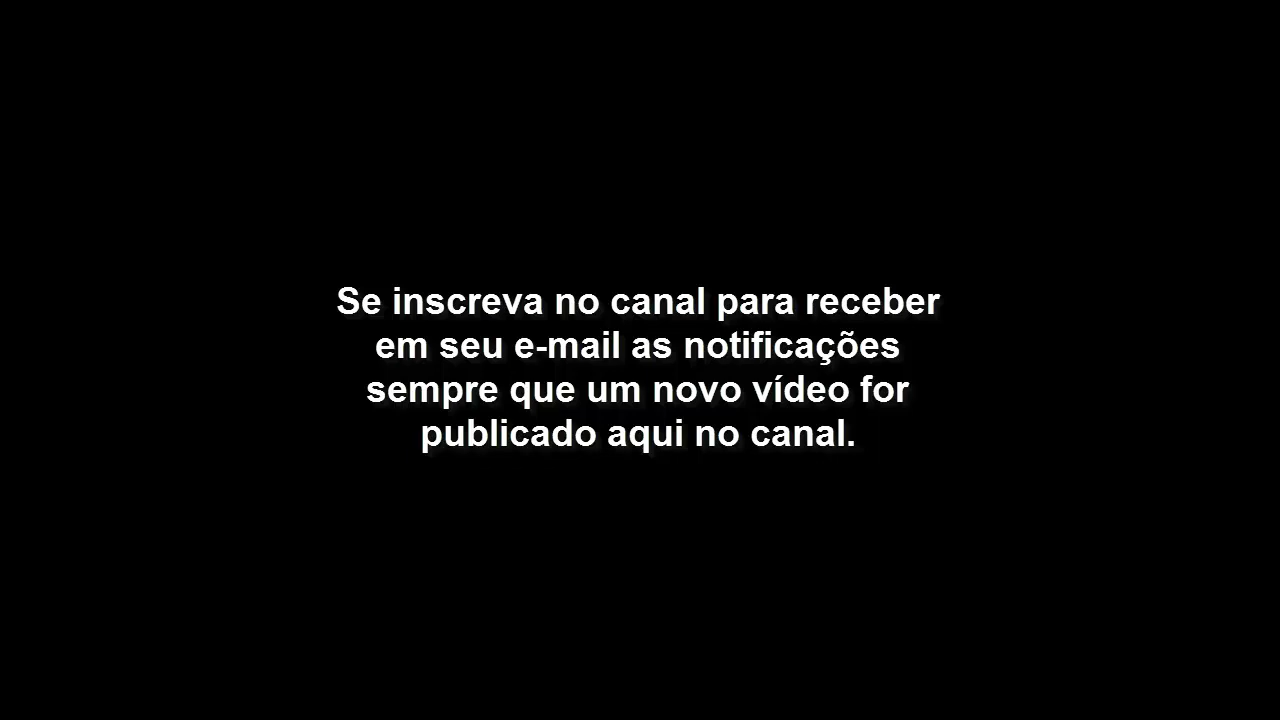 Se inscreva no canal para receber
em seu e-mail as notificações
sempre que um novo vídeo for
publicado aqui no canal.